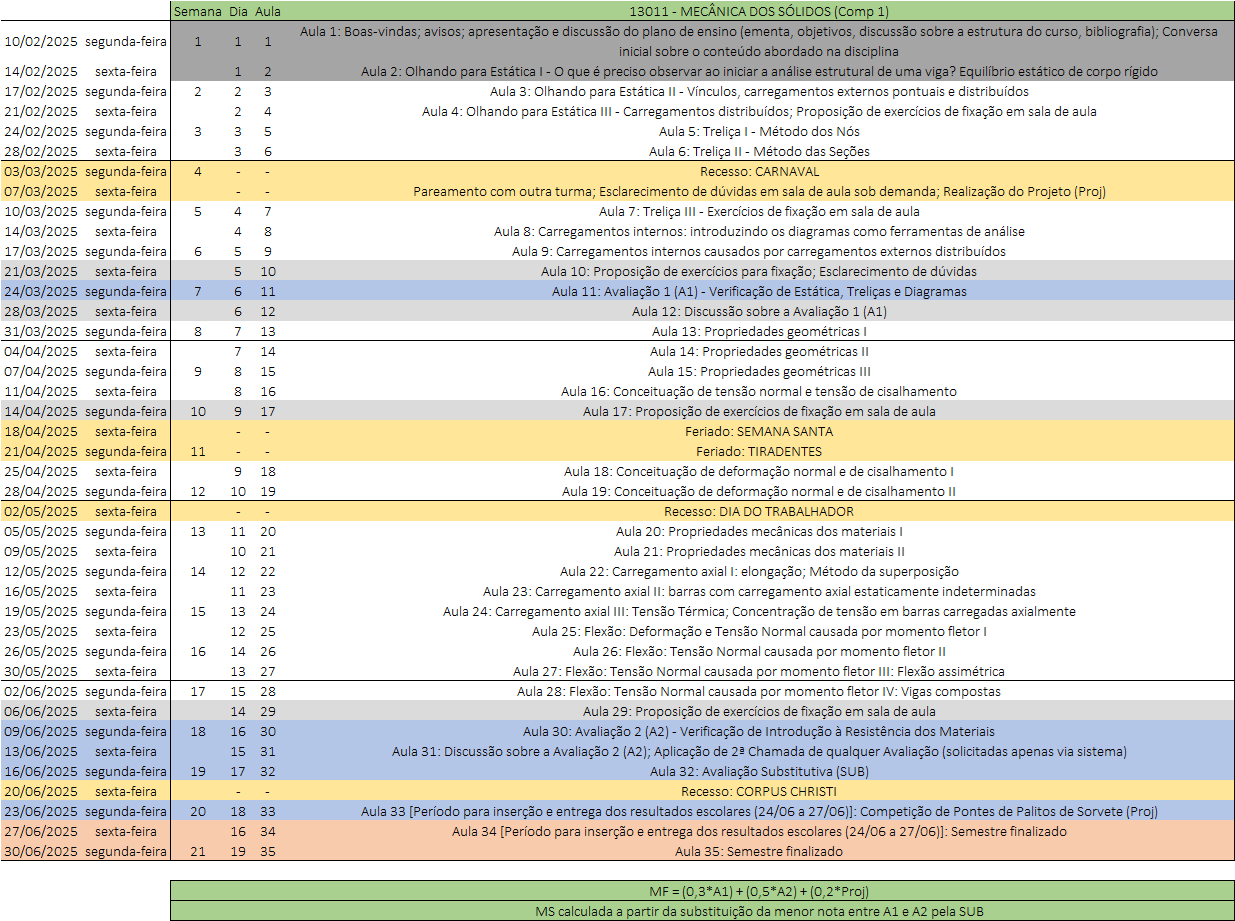 Semana Dia Aula 13011 - MECÂNICA DOS SÓLIDOS (Comp 1)
10/02/2025 segunda-feira 1 1 1 Aula 1: Boas-vindas; avisos; apresentação e discussão do plano de ensino (ementa, objetivos, discussão sobre a estrutura do curso, bibliografia); Conversa
inicial sobre o conteúdo abordado na disciplina
14/02/2025 sexta-feira 1 2 Aula 2: Olhando para Estática I - O que é preciso observar ao iniciar a análise estrutural de uma viga? Equilíbrio estático de corpo rígido
17/02/2025 segunda-feira 2 2 3 Aula 3: Olhando para Estática II - Vínculos, carregamentos externos pontuais e distribuídos
21/02/2025 sexta-feira 2 4 Aula 4: Olhando para Estática III - Carregamentos distribuídos; Proposição de exercícios de fixação em sala de aula
24/02/2025 segunda-feira 3 3 5 Aula 5: Treliça I - Método dos Nós
28/02/2025 sexta-feira 3 6 Aula 6: Treliça II - Método das Seções
03/03/2025 segunda-feira 4 - - Recesso: CARNAVAL
07/03/2025 sexta-feira - - Pareamento com outra turma; Esclarecimento de dúvidas em sala de aula sob demanda; Realização do Projeto (Proj)
10/03/2025 segunda-feira 5 4 7 Aula 7: Treliça III - Exercícios de fixação em sala de aula
14/03/2025 sexta-feira 4 8 Aula 8: Carregamentos internos: introduzindo os diagramas como ferramentas de análise
17/03/2025 segunda-feira 6 5 9 Aula 9: Carregamentos internos causados por carregamentos externos distribuídos
21/03/2025 sexta-feira 5 10 Aula 10: Proposição de exercícios para fixação; Esclarecimento de dúvidas
24/03/2025 segunda-feira 7 6 11 Aula 11: Avaliação 1 (A1) - Verificação de Estática, Treliças e Diagramas
28/03/2025 sexta-feira 6 12 Aula 12: Discussão sobre a Avaliação 1 (A1)
31/03/2025 segunda-feira 8 7 13 Aula 13: Propriedades geométricas I
04/04/2025 sexta-feira 7 14 Aula 14: Propriedades geométricas II
07/04/2025 segunda-feira 9 8 15 Aula 15: Propriedades geométricas III
11/04/2025 sexta-feira 8 16 Aula 16: Conceituação de tensão normal e tensão de cisalhamento
14/04/2025 segunda-feira 10 9 17 Aula 17: Proposição de exercícios de fixação em sala de aula
18/04/2025 sexta-feira - - Feriado: SEMANA SANTA
21/04/2025 segunda-feira 11 - - Feriado: TIRADENTES
25/04/2025 sexta-feira 9 18 Aula 18: Conceituação de deformação normal e de cisalhamento I
28/04/2025 segunda-feira 12 10 19 Aula 19: Conceituação de deformação normal e de cisalhamento II
02/05/2025 sexta-feira - - Recesso: DIA DO TRABALHADOR
05/05/2025 segunda-feira 13 11 20 Aula 20: Propriedades mecânicas dos materiais I
09/05/2025 sexta-feira 10 21 Aula 21: Propriedades mecânicas dos materiais II
12/05/2025 segunda-feira 14 12 22 Aula 22: Carregamento axial I: elongação; Método da superposição
16/05/2025 sexta-feira 11 23 Aula 23: Carregamento axial II: barras com carregamento axial estaticamente indeterminadas
19/05/2025 segunda-feira 15 13 24 Aula 24: Carregamento axial III: Tensão Térmica; Concentração de tensão em barras carregadas axialmente
23/05/2025 sexta-feira 12 25 Aula 25: Flexão: Deformação e Tensão Normal causada por momento fletor I
26/05/2025 segunda-feira 16 14 26 Aula 26: Flexão: Tensão Normal causada por momento fletor II
30/05/2025 sexta-feira 13 27 Aula 27: Flexão: Tensão Normal causada por momento fletor III: Flexão assimétrica
02/06/2025 segunda-feira 17 15 28 Aula 28: Flexão: Tensão Normal causada por momento fletor IV: Vigas compostas
06/06/2025 sexta-feira 14 29 Aula 29: Proposição de exercícios de fixação em sala de aula
09/06/2025 segunda-feira 18 16 30 Aula 30: Avaliação 2 (A2) - Verificação de Introdução à Resistência dos Materiais
13/06/2025 sexta-feira 15 31 Aula 31: Discussão sobre a Avaliação 2 (A2); Aplicação de 2ª Chamada de qualquer Avaliação (solicitadas apenas via sistema)
16/06/2025 segunda-feira 19 17 32 Aula 32: Avaliação Substitutiva (SUB)
20/06/2025 sexta-feira - - Recesso: CORPUS CHRISTI
23/06/2025 segunda-feira 20 18 33 Aula 33 [Período para inserção e entrega dos resultados escolares (24/06 a 27/06)]: Competição de Pontes de Palitos de Sorvete (Proj)
27/06/2025 sexta-feira 16 34 Aula 34 [Período para inserção e entrega dos resultados escolares (24/06 a 27/06)]: Semestre finalizado
30/06/2025 segunda-feira 21 19 35 Aula 35: Semestre finalizado
MF = (0,3*A1) + (0,5*A2) + (0,2*Proj)
MS calculada a partir da substituição da menor nota entre A1 e A2 pela SUB